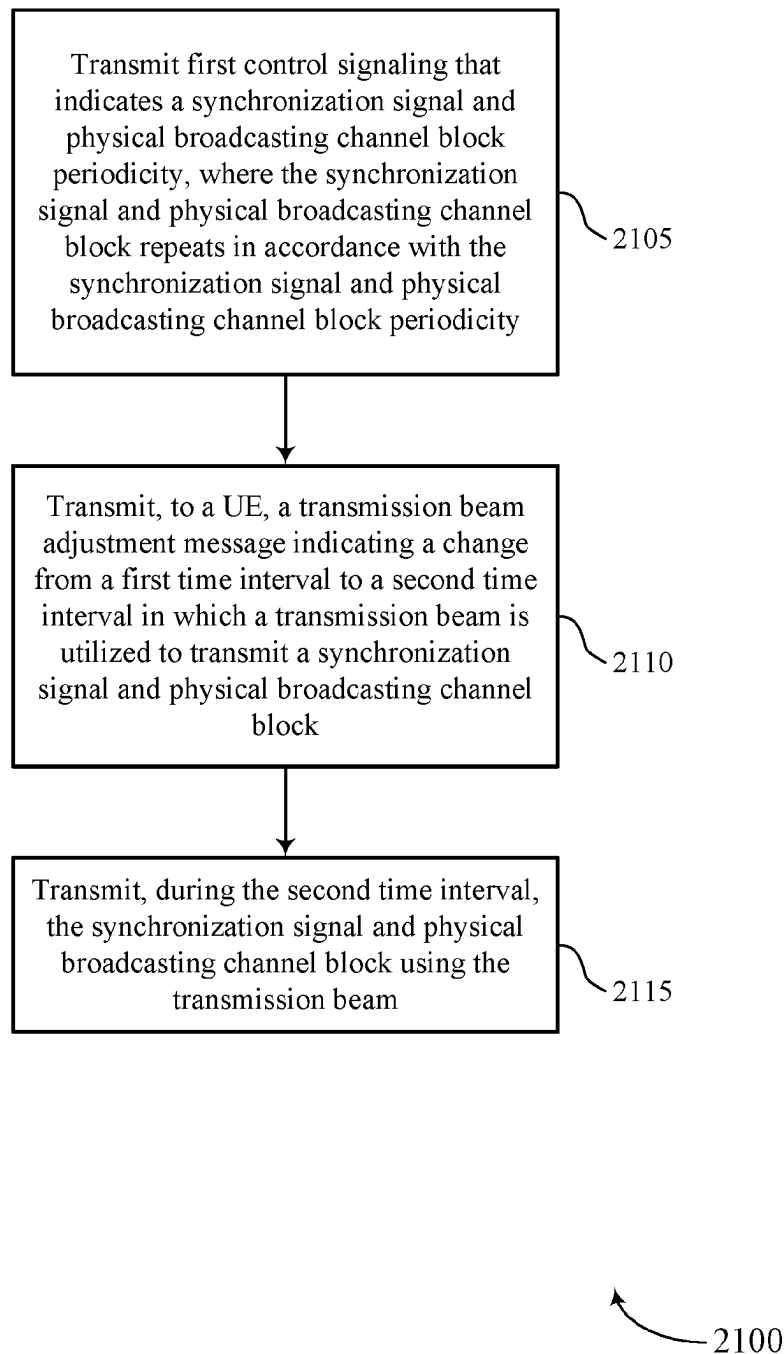 Transmit first control signaling that
indicates a synchronization signal and
physical broadcasting channel block
periodicity, where the synchronization
signal and physical broadcasting channel
block repeats in accordance with the
synchronization signal and physical
broadcasting channel block periodicity
2105
Transmit, to a UE, a transmission beam
adjustment message indicating a change
from a first time interval to a second time
interval in which a transmission beam is
utilized to transmit a synchronization
signal and physical broadcasting channel
block
2110
Transmit, during the second time interval,
the synchronization signal and physical
broadcasting channel block using the
transmission beam
2115
2100